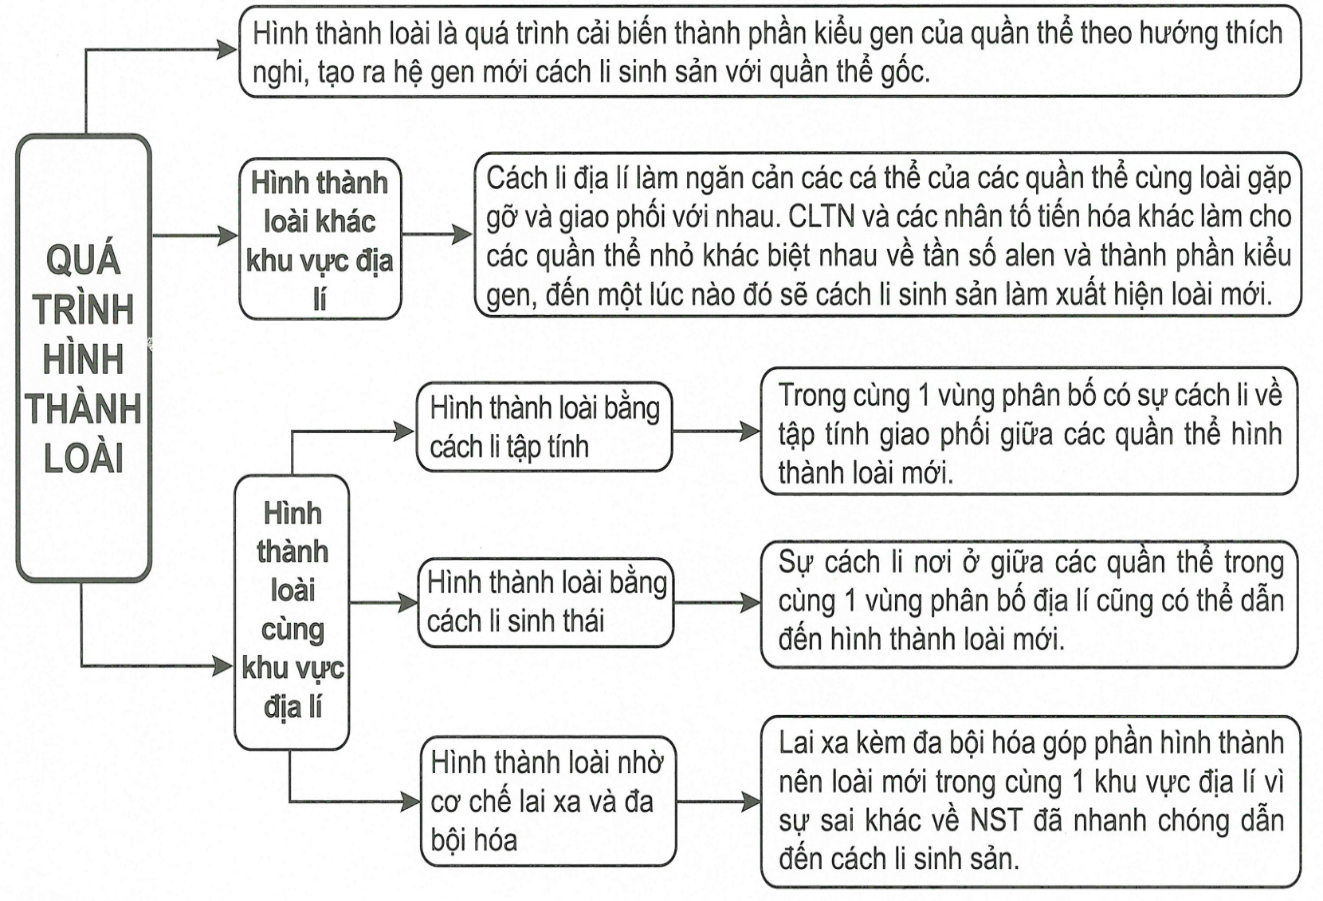 Hình thành loài là quá trình cải biến thành phần kiểu gen của quần thể theo hướng thích
nghi, tạo ra hệ gen mới cách li sinh sản với quần thể gốc.
QUÁ
TRÌNH
HÌNH
THÀNH
LOÀI
Hình thành
loài khác
khu vực địa
lí
Cách li địa lí làm ngăn cản các cá thể của các quần thể cùng loài gặp
gỡ và giao phối với nhau. CLTN và các nhân tố tiến hóa khác làm cho
các quần thể nhỏ khác biệt nhau về tần số alen và thành phần kiểu
gen, đến một lúc nào đó sẽ cách li sinh sản làm xuất hiện loài mới.
Hình
thành
loài
cùng
khu vực
địa lí
Hình thành loài bằng
cách li tập tính
Trong cùng 1 vùng phân bố có sự cách li về
tập tính giao phối giữa các quần thể hình
thành loài mới.
Hình thành loài bằng
cách li sinh thái
Sự cách li nơi ở giữa các quần thể trong
cùng 1 vùng phân bố địa lí cũng có thể dẫn
đến hình thành loài mới.
Hình thành loài nhờ
cơ chế lai xa và đa
bội hóa
Lai xa kèm đa bội hóa góp phần hình thành
nên loài mới trong cùng 1 khu vực địa lí vì
sự sai khác về NST đã nhanh chóng dẫn
đến cách li sinh sản.